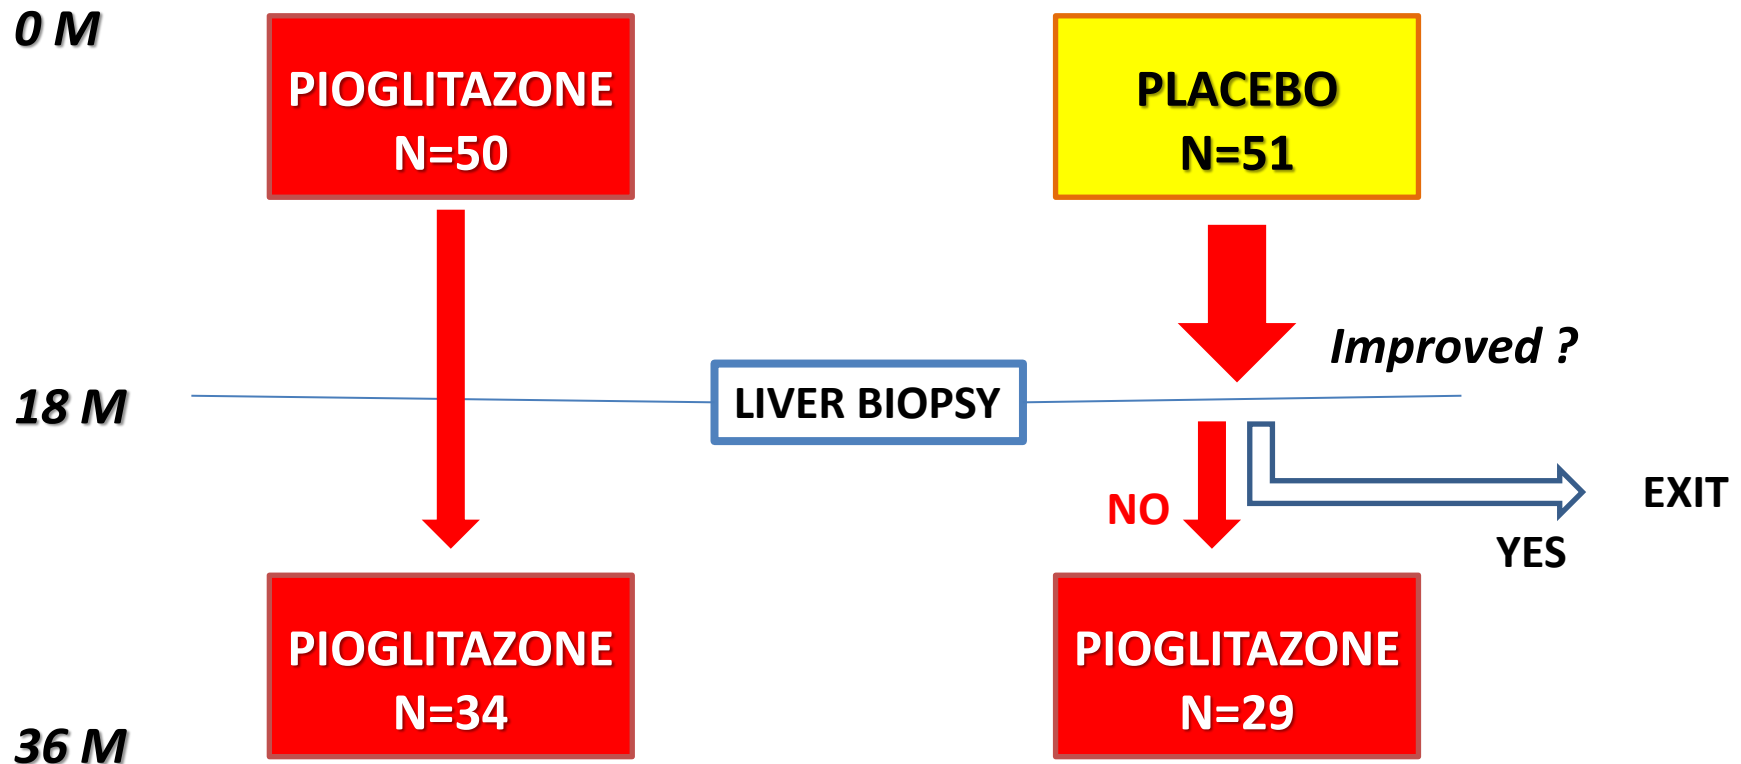 0 M
PIOGLITAZONE
N=50
PLACEBO
N=51
Improved ?
18 M
LIVER BIOPSY
NO
EXIT
YES
PIOGLITAZONE
N=34
PIOGLITAZONE
N=29
36 M